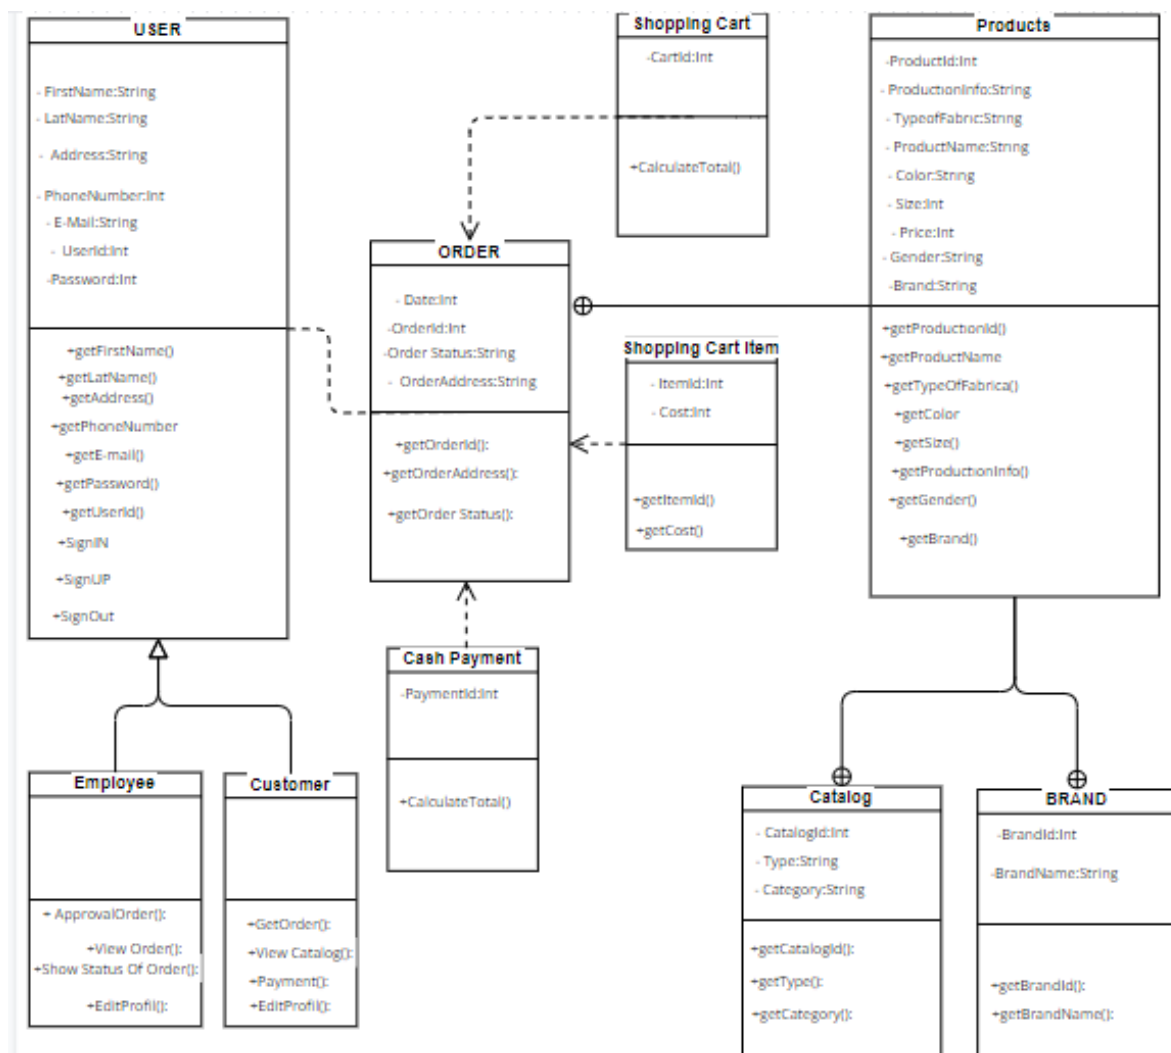 USER
- FirstName:String
- LatName:String
- Address:String
- PhoneNumber:Int
- E-Mail:String
- UserId:Int
-Password:Int
+getFirstName()
+getLatName()
+getAddress()
+getPhoneNumber
+getE-mail()
+getPassword()
+getUserId()
+SignIN
+SignUP
+SignOut
Shopping Cart
-CartId:Int
+CalculateTotal()
Products
-ProductId:Int
- ProductionInfo:String
- TypeofFabric:String
- ProductName:String
- Color:String
- Size:Int
- Price:Int
- Gender:String
-Brand:String
+getProductionId()
+getProductName
+getTypeOfFabrica()
+getColor
+getSize()
+getProductionInfo()
+getGender()
+getBrand()
ORDER
- Date:Int
-OrderId:Int
-Order Status:String
- OrderAddress:String
+getOrderId():
+getOrderAddress():
+getOrder Status():
Shopping Cart Item
- ItemId:Int
- Cost:Int
+getItemId()
+getCost()
Cash Payment
-PaymentId:Int
+CalculateTotal()
Employee
+ ApprovalOrder():
+View Order():
+Show Status Of Order():
+EditProfil():
Customer
+GetOrder():
+View Catalog():
+Payment():
+EditProfil():
Catalog
- CatalogId:Int
- Type:String
- Category:String
+getCatalogId():
+getType():
+getCategory():
BRAND
-BrandId:Int
-BrandName:String
+getBrandId():
+getBrandName():